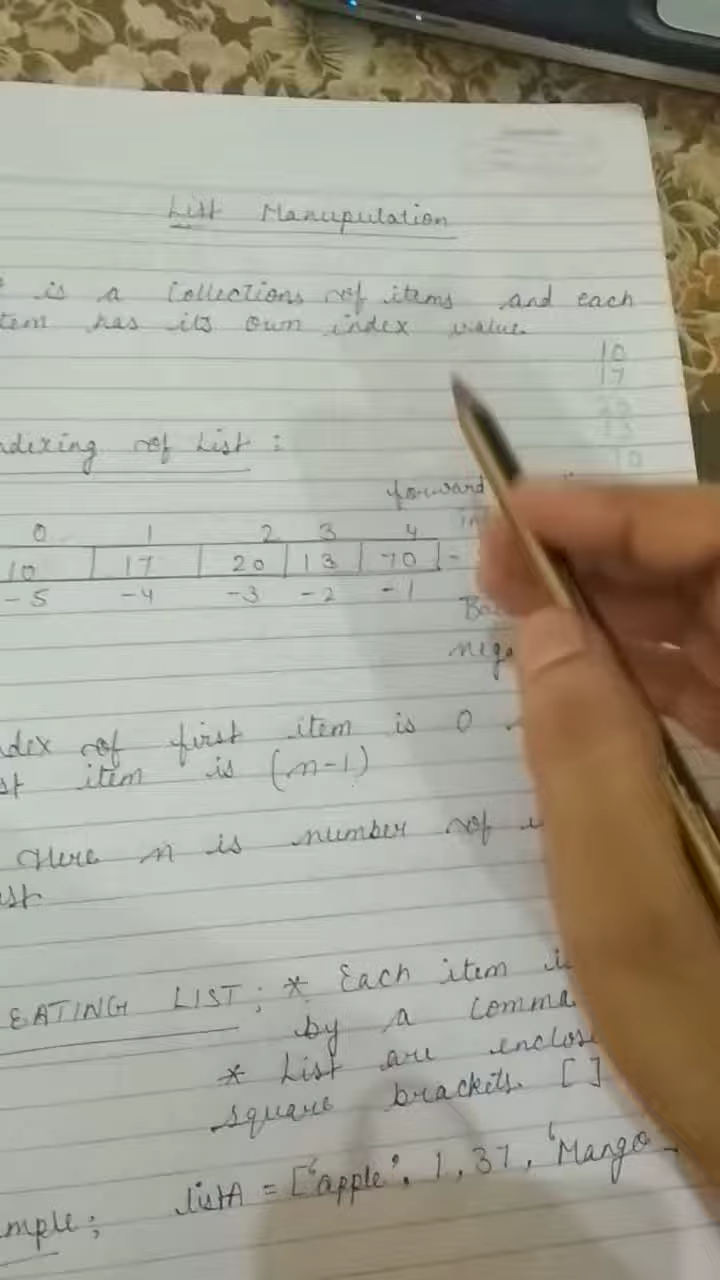 List Manupulation
is a collections of items and each
tem has its own index value
10
17
dexing of List :
forward
0 1 2 3 4
10 17 20 13 70
-5 -4 -3 -2 -1
dex of first item is 0
st item is (n-1)
Here n is number of
st
EATING LIST ; * Each item
by a comma
* List are enclose
square brackets. []
mple ; listA = ["apple", 1, 37, "Mango